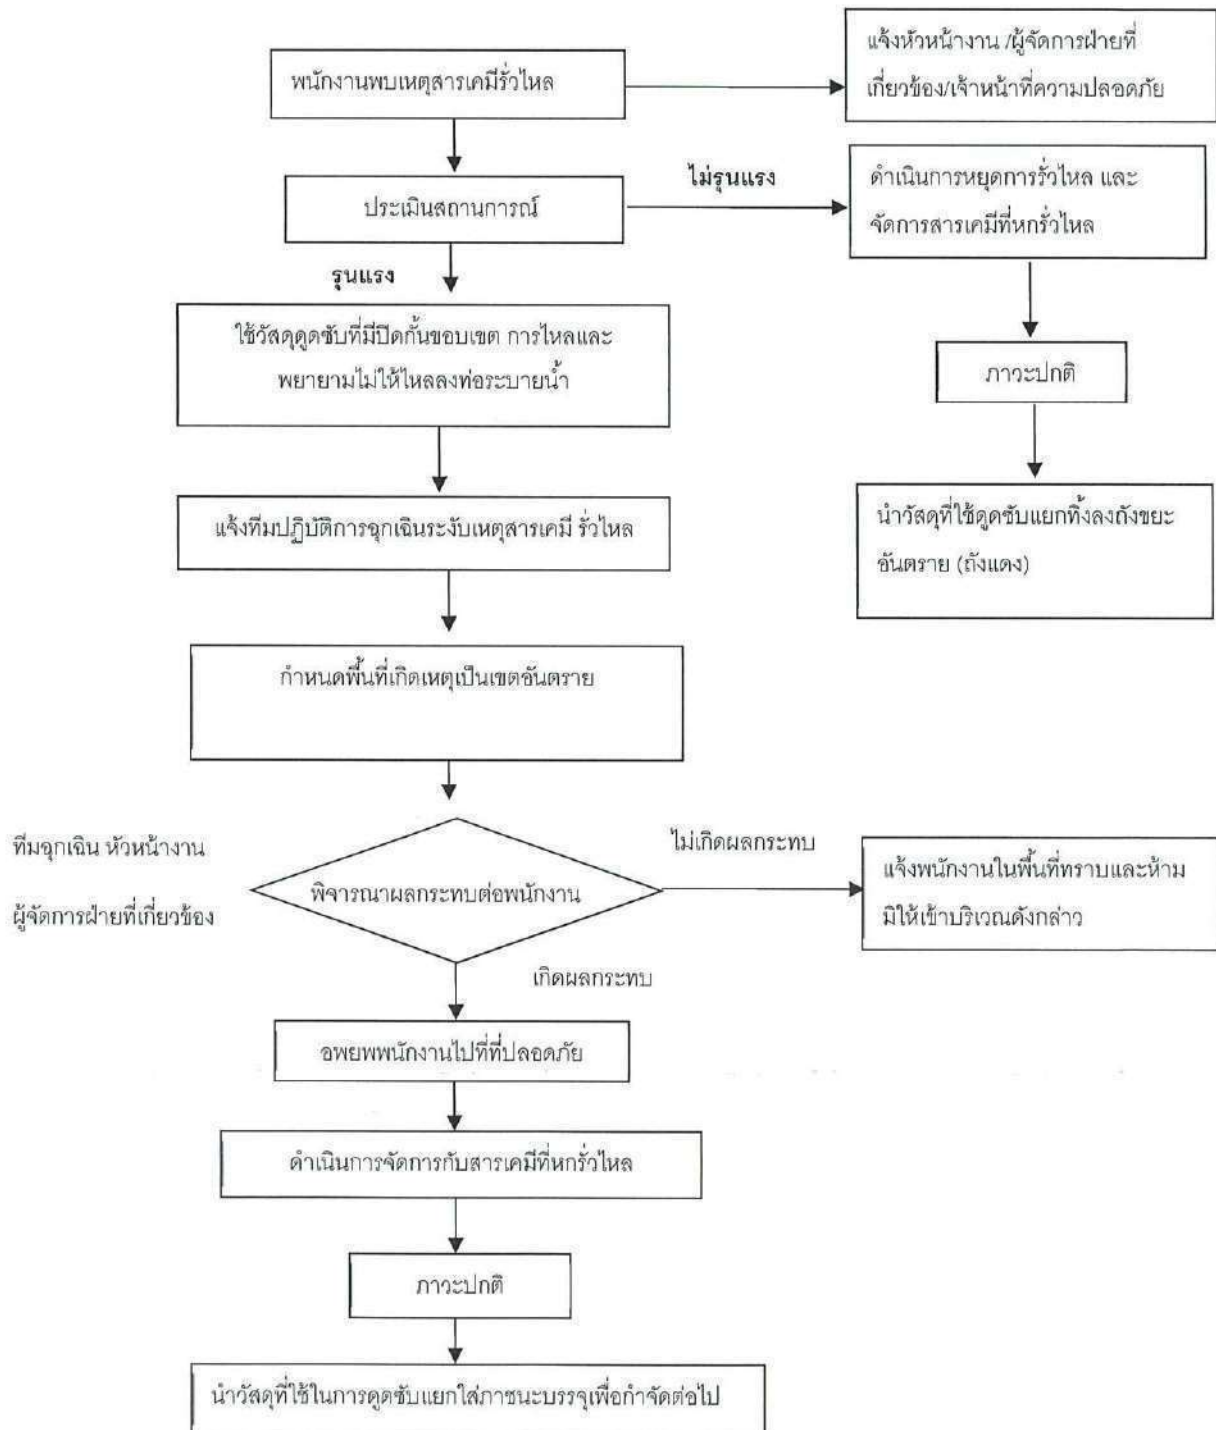 พนักงานพบเหตุสารเคมีรั่วไหล
แจ้งหัวหน้างาน /ผู้จัดการฝ่ายที่
เกี่ยวข้อง/เจ้าหน้าที่ความปลอดภัย
ประเมินสถานการณ์
ไม่รุนแรง
ดำเนินการหยุดการรั่วไหล และ
จัดการสารเคมีที่หกรั่วไหล
รุนแรง
ใช้วัสดุดูดซับที่มีปิดกั้นขอบเขต การไหลและ
พยายามไม่ให้ไหลลงท่อระบายน้ำ
ภาวะปกติ
แจ้งทีมปฏิบัติการฉุกเฉินระงับเหตุสารเคมี รั่วไหล
นำวัสดุที่ใช้ดูดซับแยกทิ้งลงถังขยะ
อันตราย (ถังแดง)
กำหนดพื้นที่เกิดเหตุเป็นเขตอันตราย
ทีมฉุกเฉิน หัวหน้างาน
ผู้จัดการฝ่ายที่เกี่ยวข้อง
พิจารณาผลกระทบต่อพนักงาน
ไม่เกิดผลกระทบ
แจ้งพนักงานในพื้นที่ทราบและห้าม
มิให้เข้าบริเวณดังกล่าว
เกิดผลกระทบ
อพยพพนักงานไปที่ที่ปลอดภัย
ดำเนินการจัดการกับสารเคมีที่หกรั่วไหล
ภาวะปกติ
นำวัสดุที่ใช้ในการดูดซับแยกใส่ภาชนะบรรจุเพื่อกำจัดต่อไป